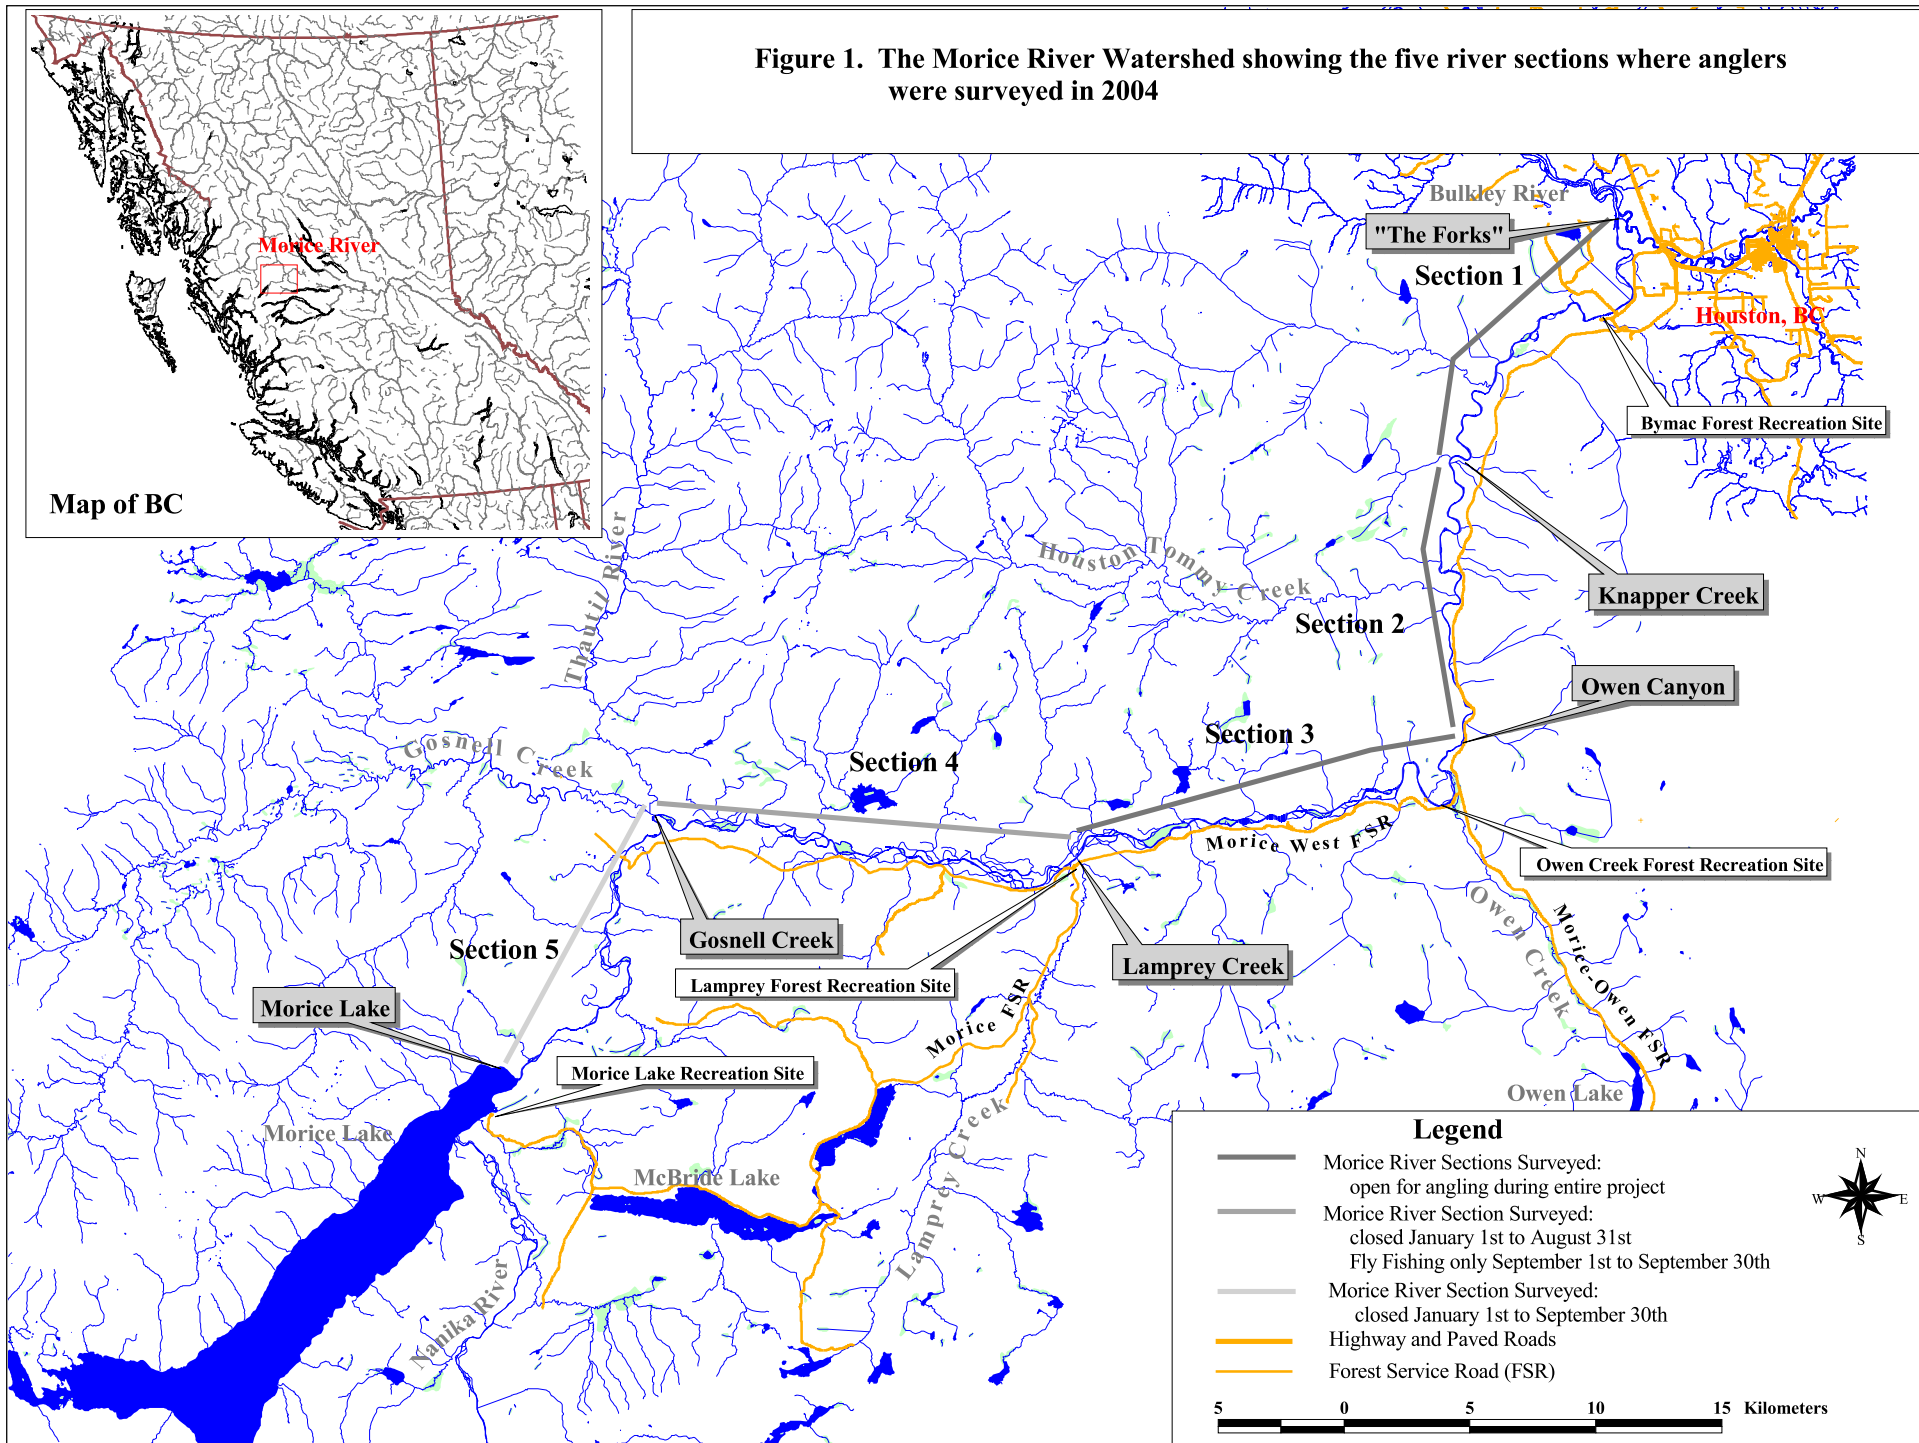 Figure 1. The Morice River Watershed showing the five river sections where anglers
were surveyed in 2004
Morice River
Map of BC
Bulkley River
"The Forks"
Section 1
Houston, BC
Bymac Forest Recreation Site
Knapper Creek
Houston Tommy Creek
Section 2
Thautil River
Owen Canyon
Section 3
Gosnell Creek
Section 4
Morice West FSR
Owen Creek Forest Recreation Site
Owen Creek
Morice-Owen FSR
Gosnell Creek
Section 5
Lamprey Creek
Lamprey Forest Recreation Site
Morice FSR
Morice Lake
Morice Lake Recreation Site
Owen Lake
Morice Lake
McBride Lake
Lamprey Creek
Nanika River
Legend
Morice River Sections Surveyed:
open for angling during entire project
Morice River Section Surveyed:
closed January 1st to August 31st
Fly Fishing only September 1st to September 30th
Morice River Section Surveyed:
closed January 1st to September 30th
Highway and Paved Roads
Forest Service Road (FSR)
N
W E
S
5 0 5 10 15 Kilometers